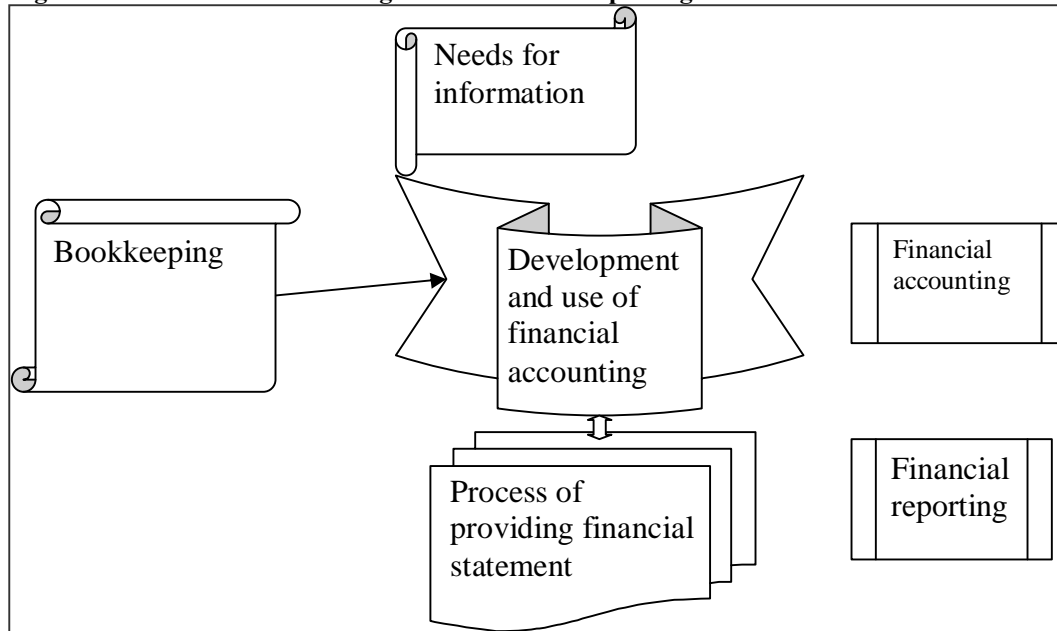 Needs for
information
Bookkeeping
Development
and use of
financial
accounting
Financial
accounting
Process of
providing financial
statement
Financial
reporting